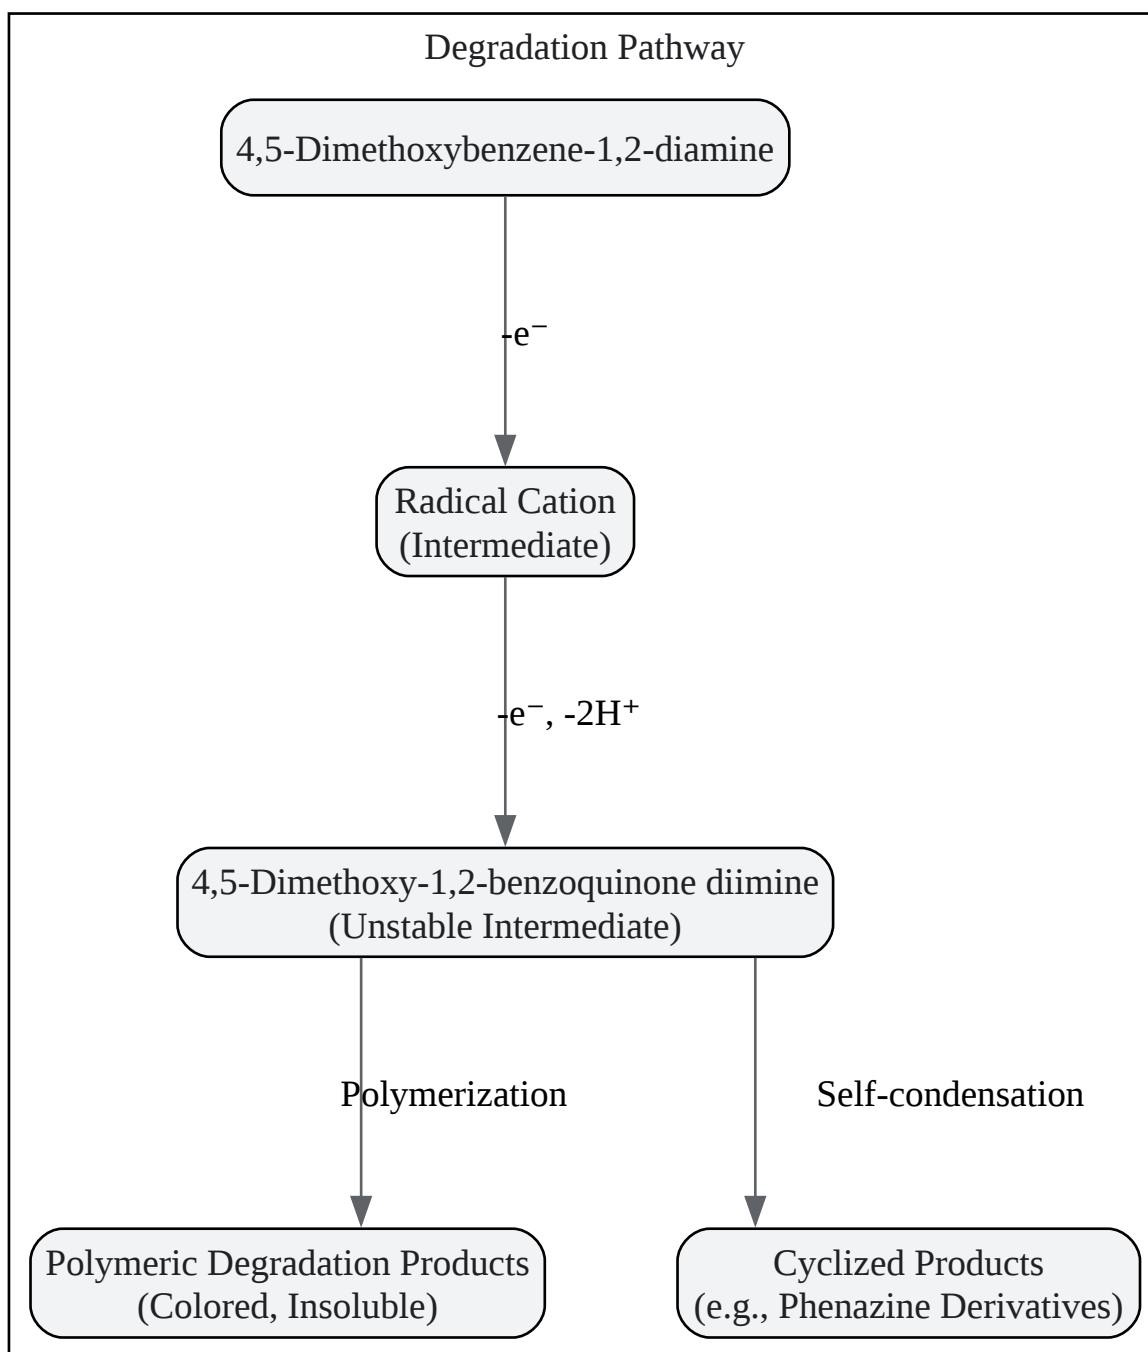 Degradation Pathway
4,5-Dimethoxybenzene-1,2-diamine
-e⁻
Radical Cation
(Intermediate)
-e⁻, -2H⁺
4,5-Dimethoxy-1,2-benzoquinone diimine
(Unstable Intermediate)
Polymerization
Self-condensation
Polymeric Degradation Products
(Colored, Insoluble)
Cyclized Products
(e.g., Phenazine Derivatives)